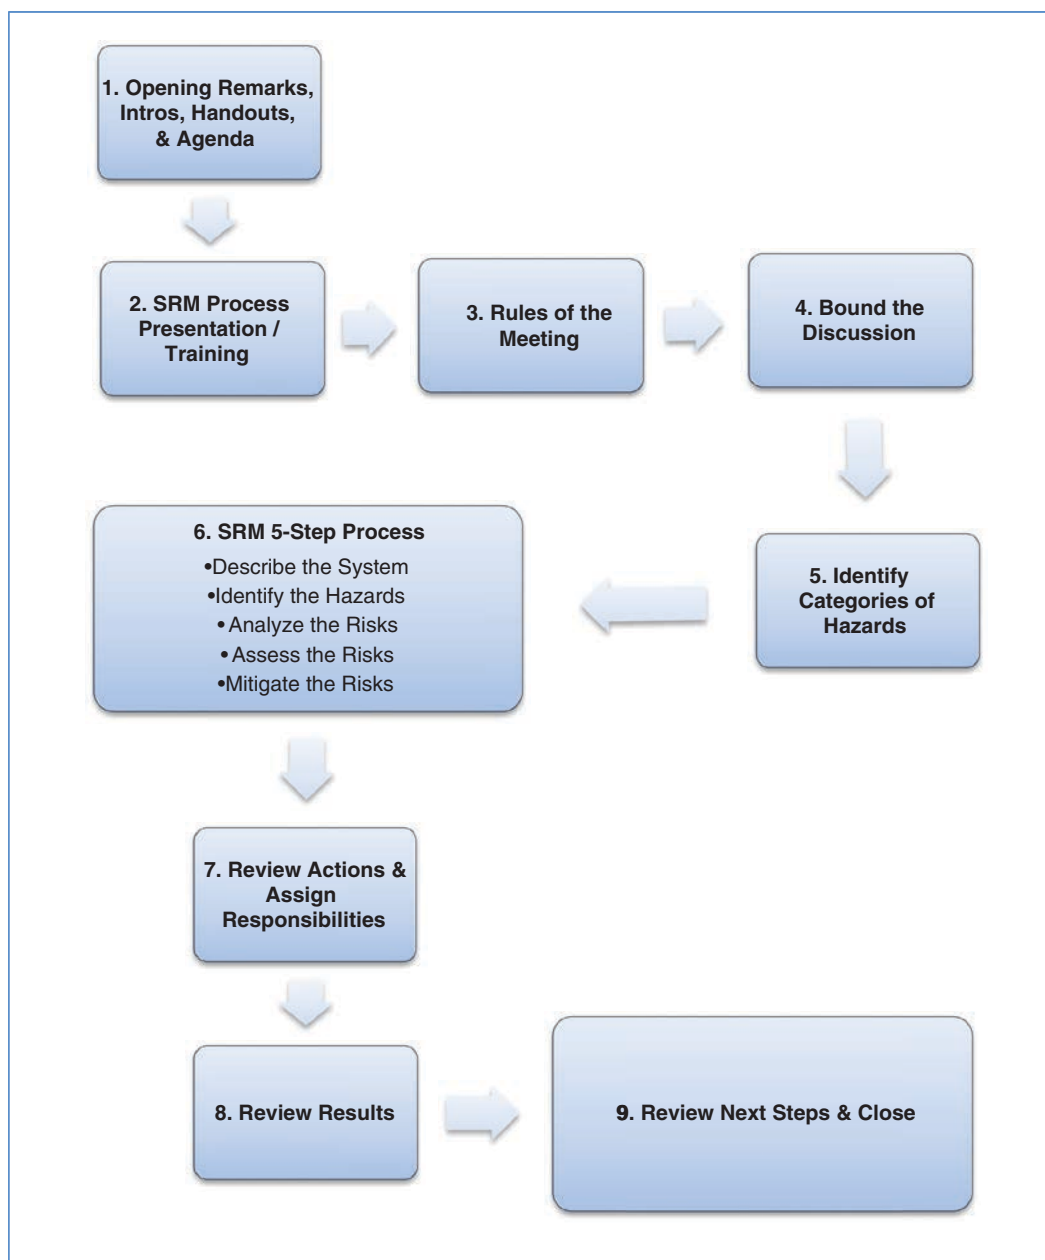 1. Opening Remarks,
Intros, Handouts,
& Agenda
2. SRM Process
Presentation /
Training
3. Rules of the
Meeting
4. Bound the
Discussion
5. Identify
Categories of
Hazards
6. SRM 5-Step Process
•Describe the System
•Identify the Hazards
• Analyze the Risks
• Assess the Risks
•Mitigate the Risks
7. Review Actions &
Assign
Responsibilities
8. Review Results
9. Review Next Steps & Close